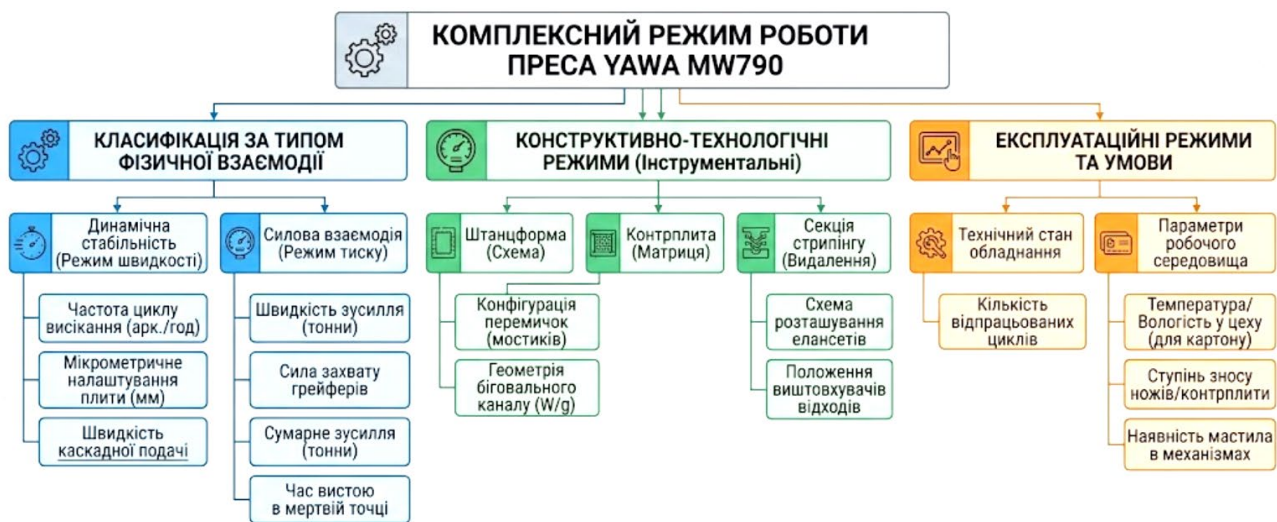 КОМПЛЕКСНИЙ РЕЖИМ РОБОТИ
ПРЕСА YAWA MW790
КЛАСИФІКАЦІЯ ЗА ТИПОМ
ФІЗИЧНОЇ ВЗАЄМОДІЇ
Динамічна
стабільність
(Режим швидкості)
Частота циклу
висікання (арк./год)
Мікрометричне
налаштування
плити (мм)
Швидкість
каскадної подачі
Силова взаємодія
(Режим тиску)
Швидкість зусилля
(тонни)
Сила захвату
грейферів
Сумарне зусилля
(тонни)
Час вистою
в мертвій точці
КОНСТРУКТИВНО-ТЕХНОЛОГІЧНІ
РЕЖИМИ (Інструментальні)
Штанцформа
(Схема)
Контрплита
(Матриця)
Конфігурація
перемичок
(мостиків)
Геометрія
біговального
каналу (W/g)
Секція
стрипінгу
(Видалення)
Схема
розташування
елансетів
Положення
виштовхувачів
відходів
ЕКСПЛУАТАЦІЙНІ РЕЖИМИ
ТА УМОВИ
Технічний стан
обладнання
Кількість
відпрацьованих
циклів
Параметри
робочого
середовища
Температура/
Вологість у цеху
(для картону)
Ступінь зносу
ножів/контрплити
Наявність мастила
в механізмах